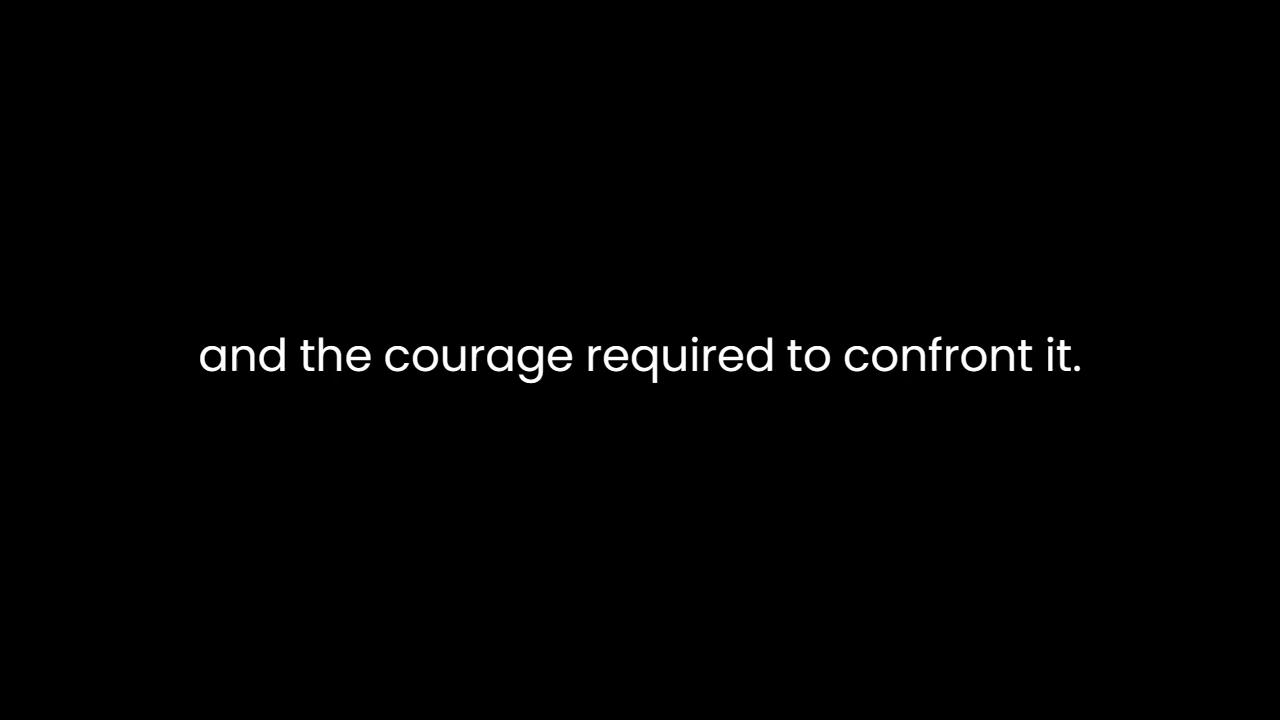 and the courage required to confront it.